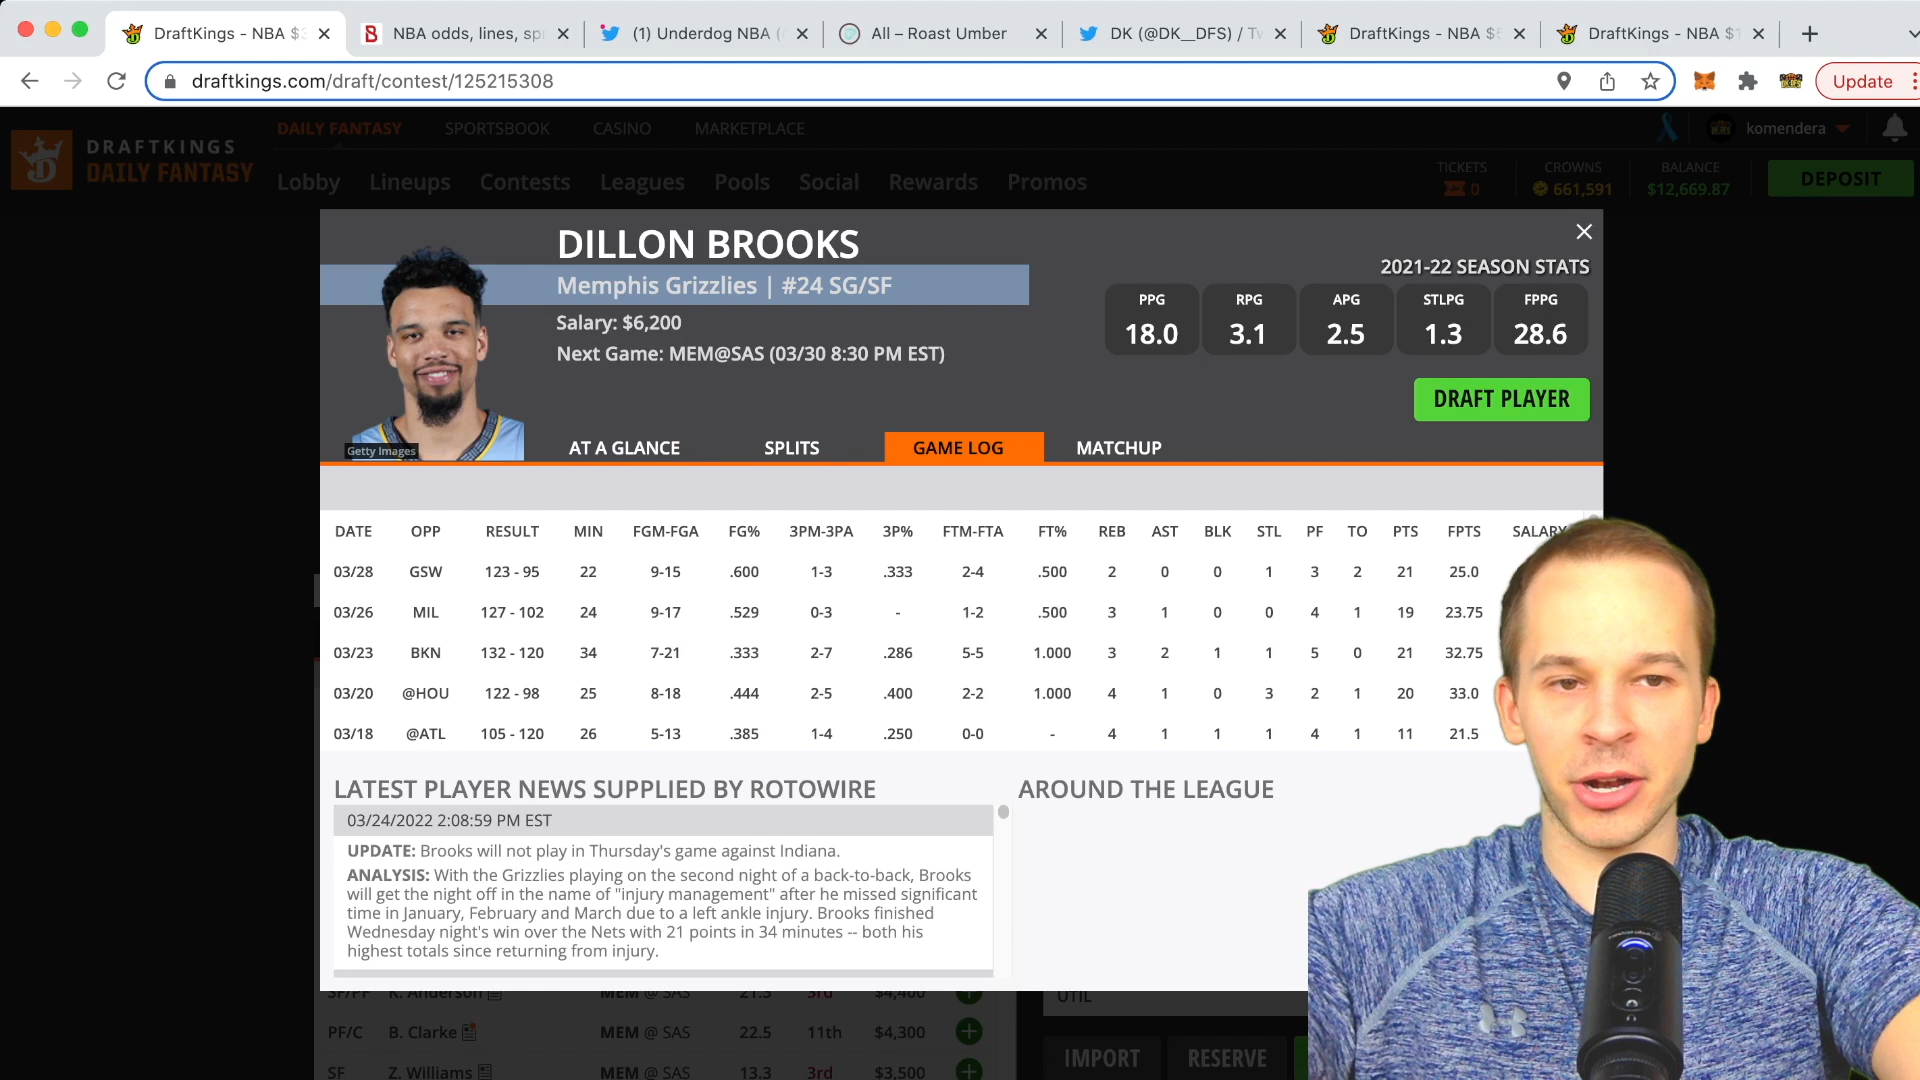 DraftKings - NBA $3
NBA odds, lines, sp
(1) Underdog NBA (
All – Roast Umber
DK (@DK__DFS) / Tw
DraftKings - NBA $
DraftKings - NBA $1
draftkings.com/draft/contest/125215308
Update
DRAFTKINGS
DAILY FANTASY
DAILY FANTASY
SPORTSBOOK
CASINO
MARKETPLACE
komendera
Lobby
Lineups
Contests
Leagues
Pools
Social
Rewards
Promos
TICKETS
0
CROWNS
661,591
BALANCE
$12,669.87
DEPOSIT
DILLON BROOKS
Memphis Grizzlies | #24 SG/SF
Salary: $6,200
Next Game: MEM@SAS (03/30 8:30 PM EST)
Getty Images
2021-22 SEASON STATS
PPG RPG APG STLPG FPPG
18.0 3.1 2.5 1.3 28.6
DRAFT PLAYER
AT A GLANCE SPLITS GAME LOG MATCHUP
DATE OPP RESULT MIN FGM-FGA FG% 3PM-3PA 3P% FTM-FTA FT% REB AST BLK STL PF TO PTS FPTS SALARY
03/28 GSW 123 - 95 22 9-15 .600 1-3 .333 2-4 .500 2 0 0 1 3 2 21 25.0
03/26 MIL 127 - 102 24 9-17 .529 0-3 - 1-2 .500 3 1 0 0 4 1 19 23.75
03/23 BKN 132 - 120 34 7-21 .333 2-7 .286 5-5 1.000 3 2 1 1 5 0 21 32.75
03/20 @HOU 122 - 98 25 8-18 .444 2-5 .400 2-2 1.000 4 1 0 3 2 1 20 33.0
03/18 @ATL 105 - 120 26 5-13 .385 1-4 .250 0-0 - 4 1 1 1 4 1 11 21.5
LATEST PLAYER NEWS SUPPLIED BY ROTOWIRE
03/24/2022 2:08:59 PM EST
UPDATE: Brooks will not play in Thursday's game against Indiana.
ANALYSIS: With the Grizzlies playing on the second night of a back-to-back, Brooks
will get the night off in the name of "injury management" after he missed significant
time in January, February and March due to a left ankle injury. Brooks finished
Wednesday night's win over the Nets with 21 points in 34 minutes -- both his
highest totals since returning from injury.
AROUND THE LEAGUE
SF/PF K. Anderson MEM @ SAS 21.3 3rd $4,400
PF/C B. Clarke MEM @ SAS 22.5 11th $4,300
SF Z. Williams MEM @ SAS 13.3 3rd $3,500
UTIL
IMPORT
RESERVE